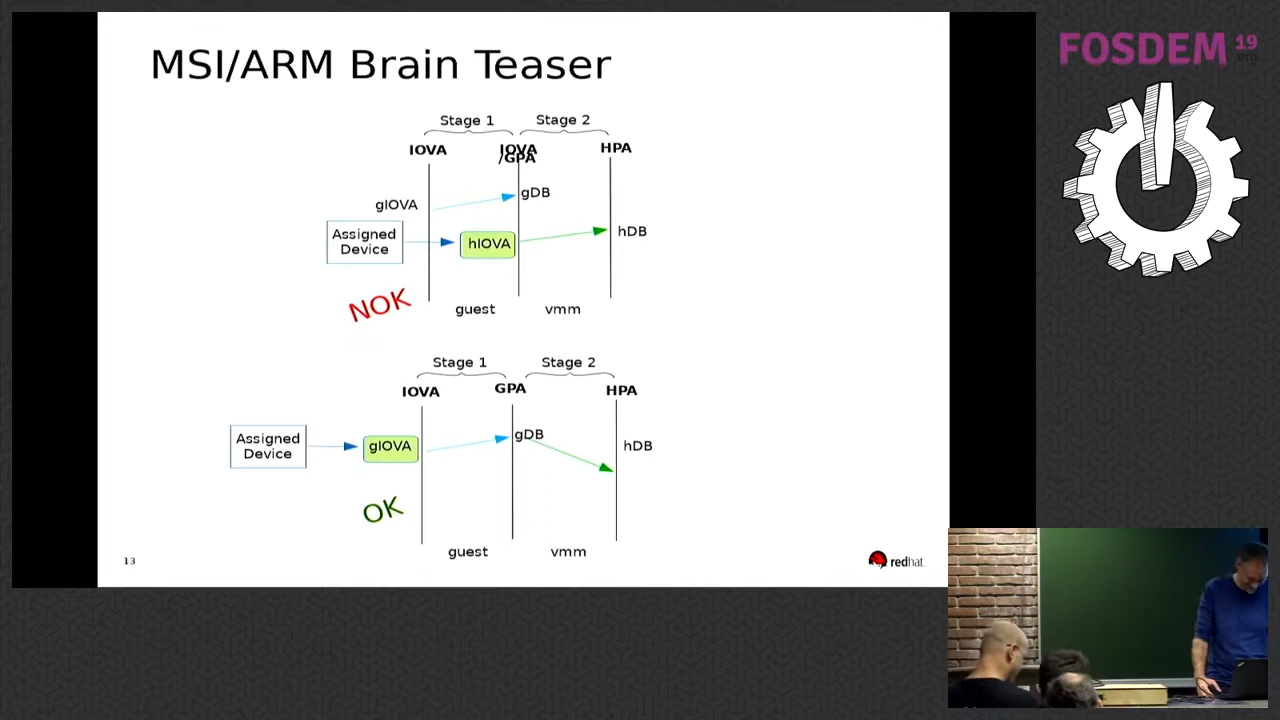 MSI/ARM Brain Teaser
Stage 1
Stage 2
IOVA
IOVA
/GPA
HPA
gIOVA
gDB
Assigned
Device
hIOVA
hDB
NOK
guest
vmm
Stage 1
Stage 2
IOVA
GPA
HPA
Assigned
Device
gIOVA
gDB
hDB
OK
guest
vmm
13
redhat.
FOSDEM 19
.org